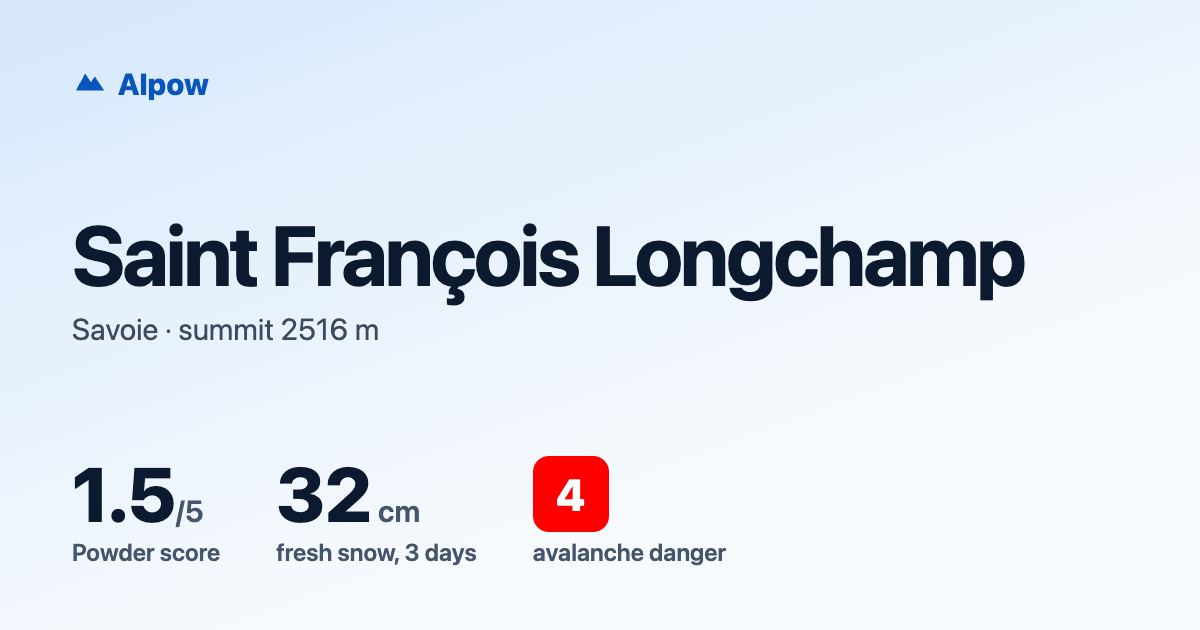 Alpow
Saint François Longchamp
Savoie · summit 2516 m
1.5/5
Powder score
32 cm
fresh snow, 3 days
4
avalanche danger